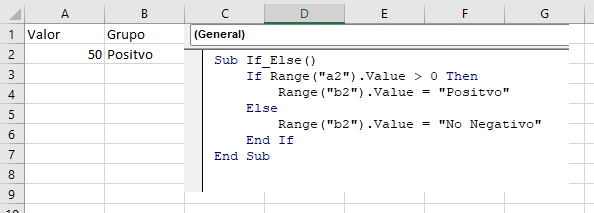 A B C D E F G
1 Valor Grupo (General)
2 50 Positvo Sub If_Else()
3 If Range("a2").Value > 0 Then
4 Range("b2").Value = "Positvo"
5 Else
6 Range("b2").Value = "No Negativo"
7 End If
End Sub
8
9
10